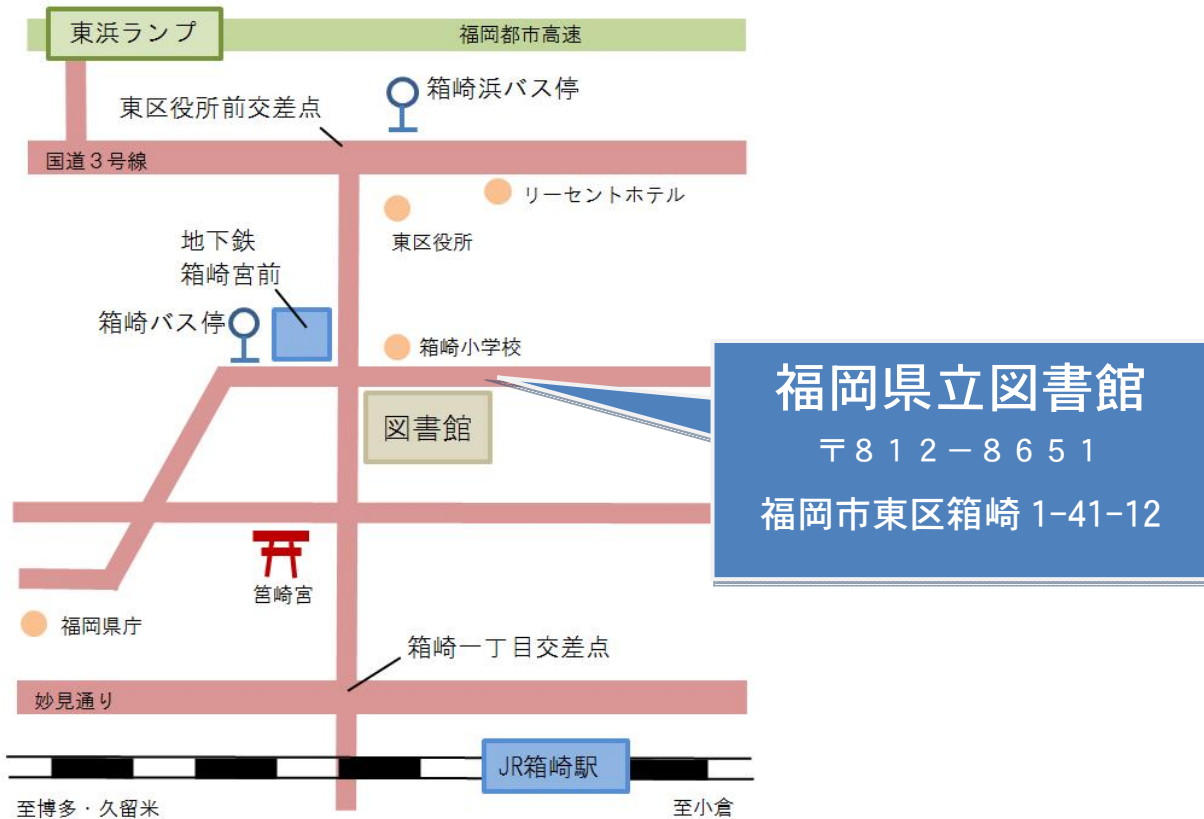 東浜ランプ
福岡都市高速
箱崎浜バス停
東区役所前交差点
国道３号線
リーセントホテル
東区役所
地下鉄
箱崎宮前
箱崎バス停
箱崎小学校
図書館
福岡県立図書館
〒８１２－８６５１
福岡市東区箱崎 1-41-12
筥崎宮
福岡県庁
箱崎一丁目交差点
妙見通り
JR箱崎駅
至博多・久留米
至小倉